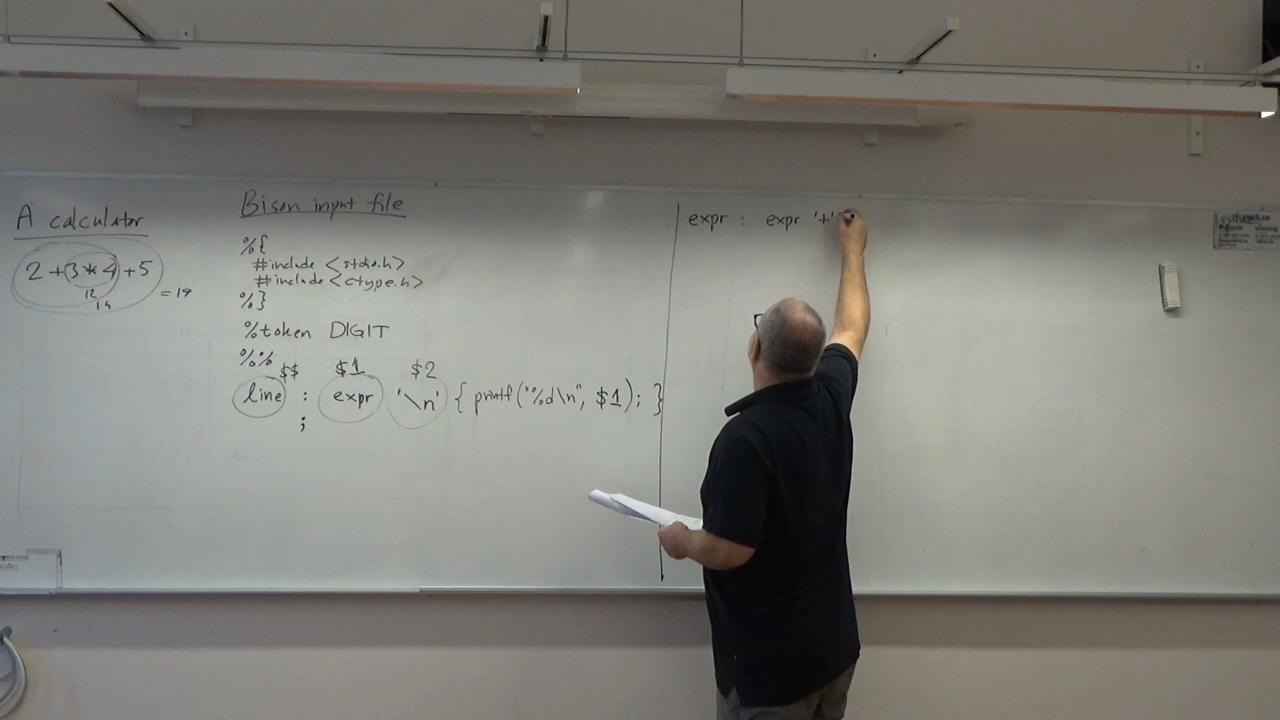 A calculator
2 + 3 * 4 + 5
12
14
= 19
Bison input file
%{
#include <stdio.h>
#include <ctype.h>
%}
%token DIGIT
%%
$$ $1 $2
line : expr '\n' { printf("%d\n", $1); }
;
expr : expr '+'